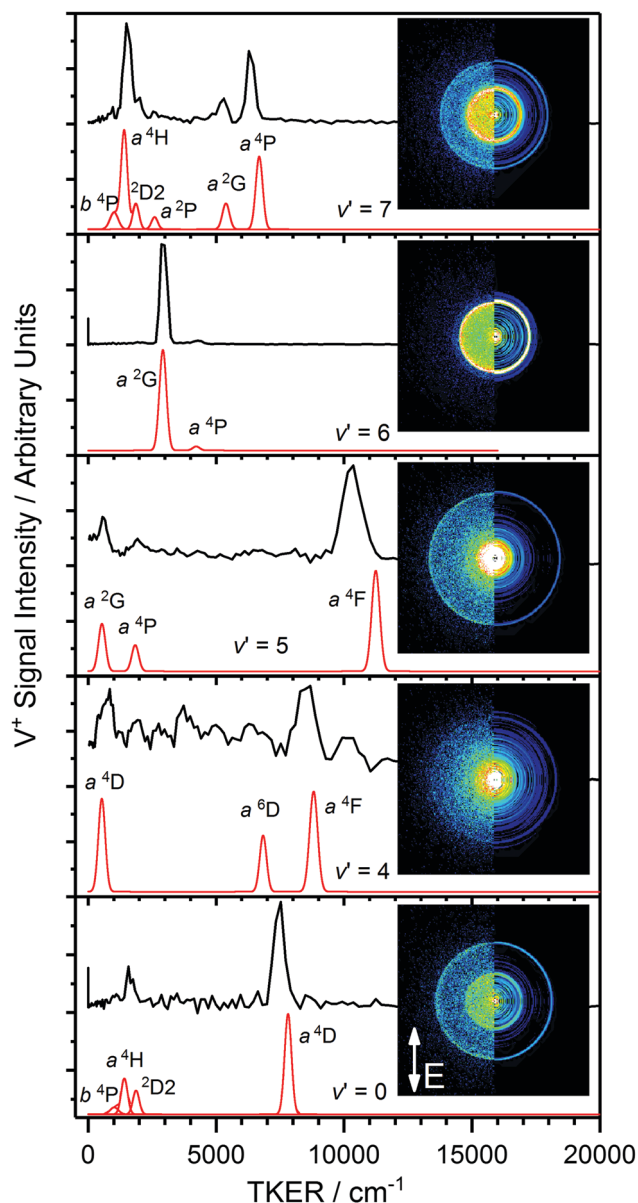 V⁺ Signal Intensity / Arbitrary Units
a ⁴H
a ⁴P
b ⁴P
²D2
a ²P
a ²G
v' = 7
a ²G
a ⁴P
v' = 6
a ²G
a ⁴P
a ⁴F
v' = 5
a ⁴D
a ⁶D
a ⁴F
v' = 4
a ⁴H
b ⁴P
²D2
a ⁴D
v' = 0
E
0 5000 10000 15000 20000
TKER / cm⁻¹